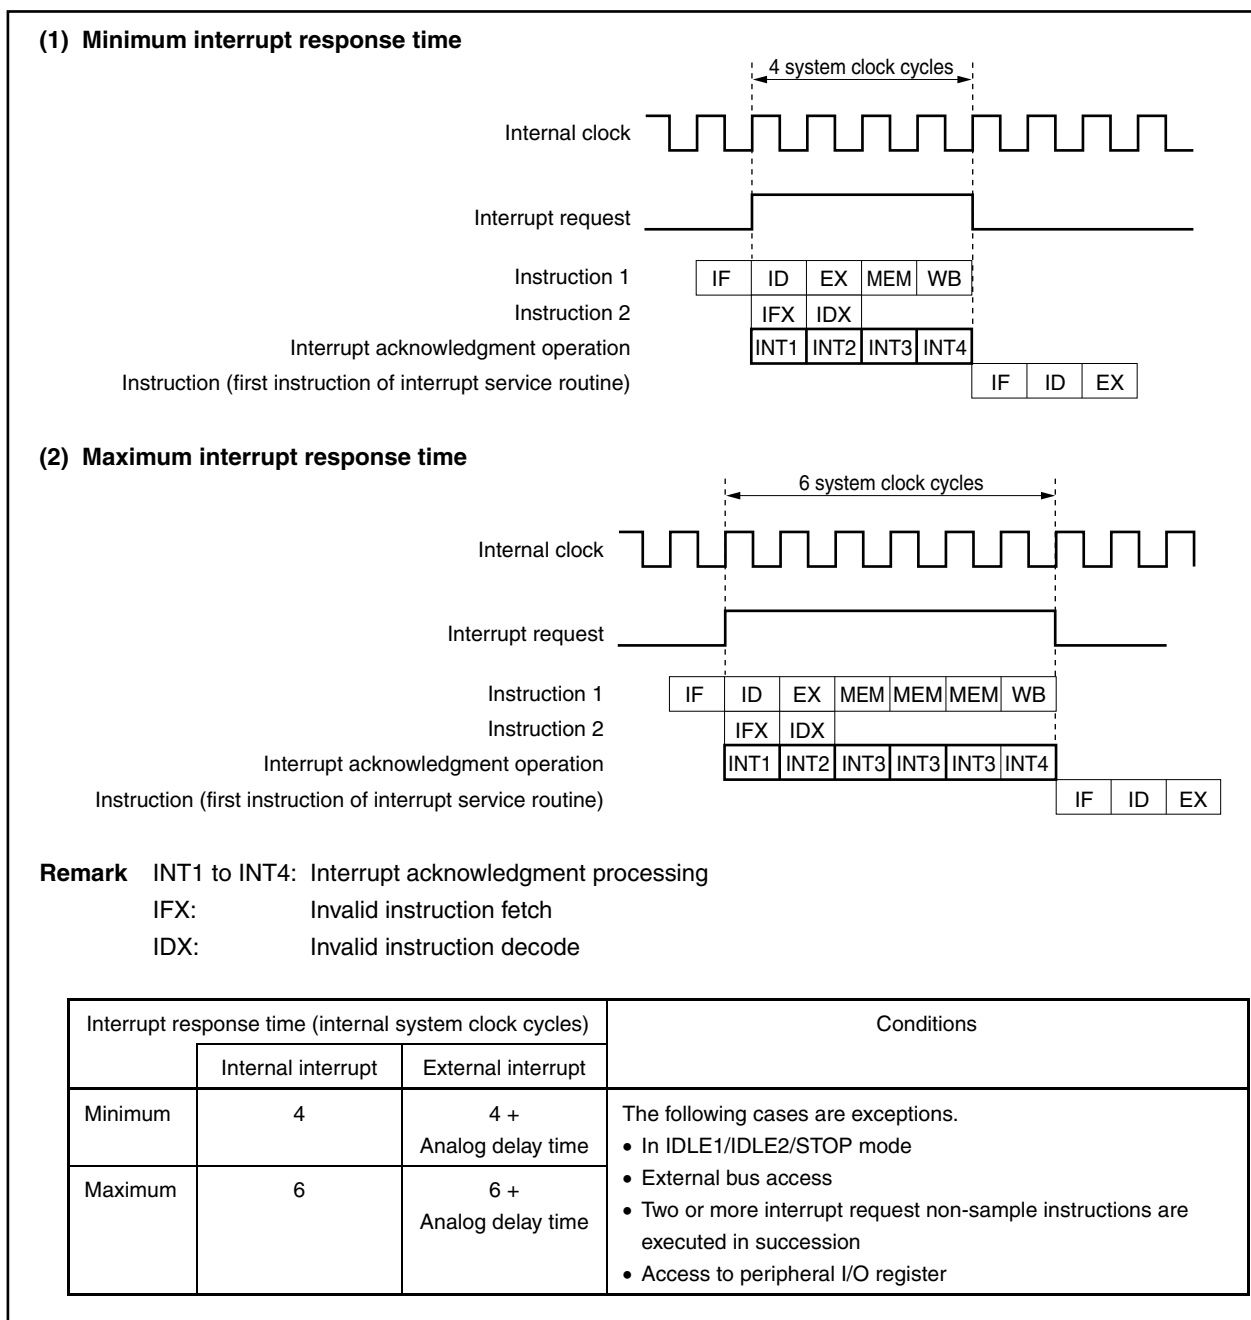 (1) Minimum interrupt response time
4 system clock cycles
Internal clock
Interrupt request
Instruction 1 IF ID EX MEM WB
Instruction 2 IFX IDX
Interrupt acknowledgment operation INT1 INT2 INT3 INT4
Instruction (first instruction of interrupt service routine) IF ID EX
(2) Maximum interrupt response time
6 system clock cycles
Internal clock
Interrupt request
Instruction 1 IF ID EX MEM MEM MEM WB
Instruction 2 IFX IDX
Interrupt acknowledgment operation INT1 INT2 INT3 INT3 INT3 INT4
Instruction (first instruction of interrupt service routine) IF ID EX
Remark INT1 to INT4: Interrupt acknowledgment processing
IFX: Invalid instruction fetch
IDX: Invalid instruction decode
Interrupt response time (internal system clock cycles) Conditions
Internal interrupt External interrupt
Minimum 4 4 +
Analog delay time
Maximum 6 6 +
Analog delay time
The following cases are exceptions.
• In IDLE1/IDLE2/STOP mode
• External bus access
• Two or more interrupt request non-sample instructions are
executed in succession
• Access to peripheral I/O register